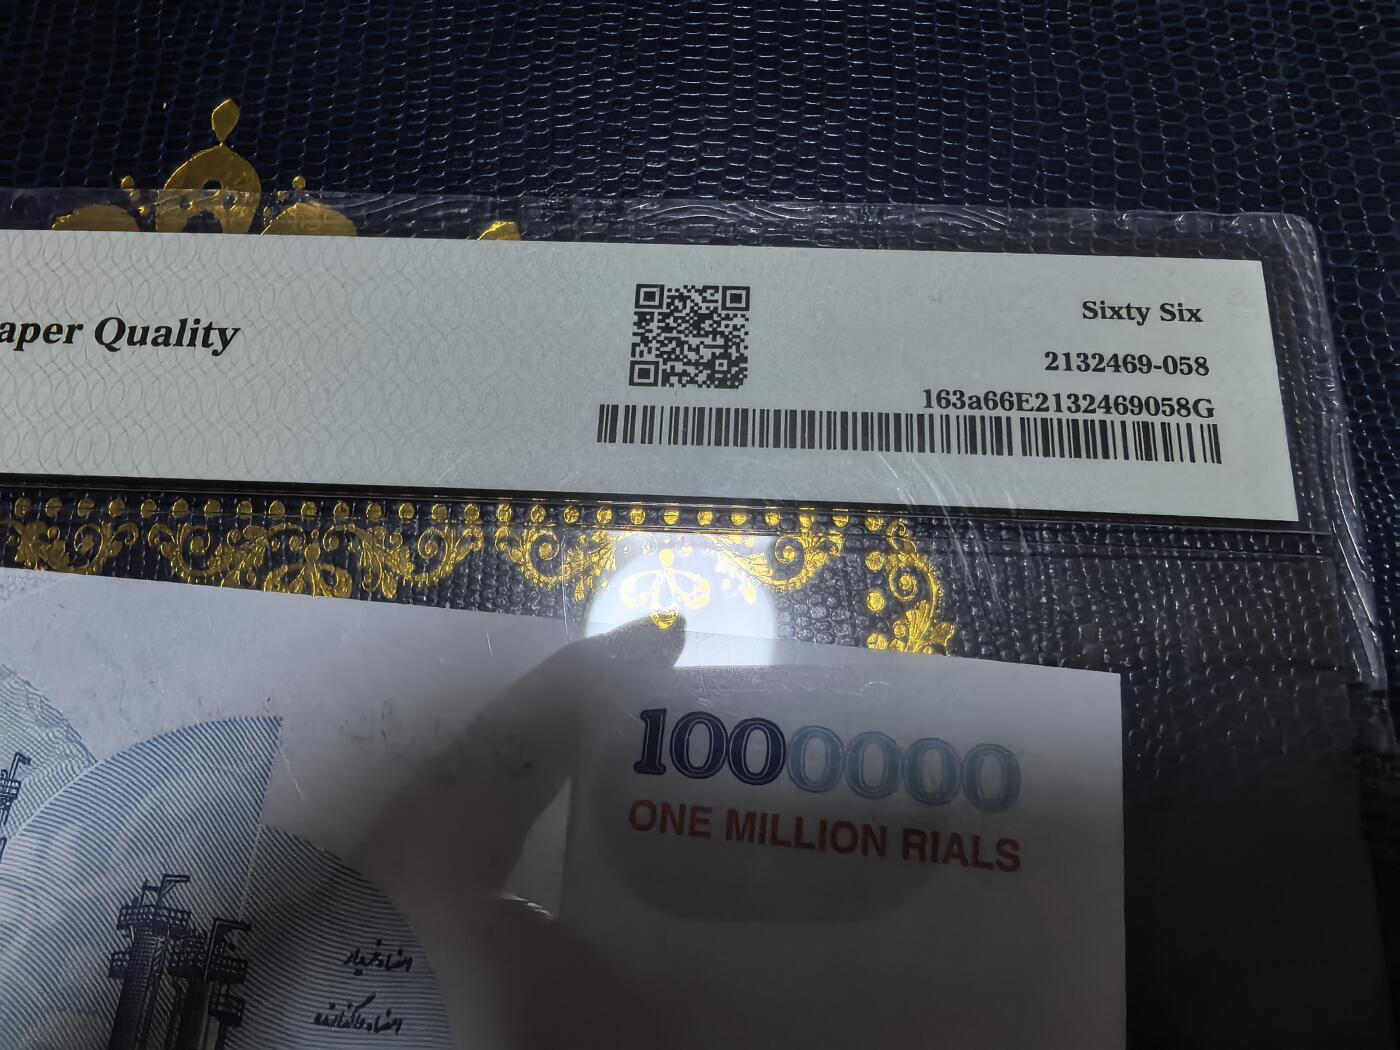 aper Quality
Sixty Six
2132469-058
163a66E2132469058G
1000000
ONE MILLION RIALS